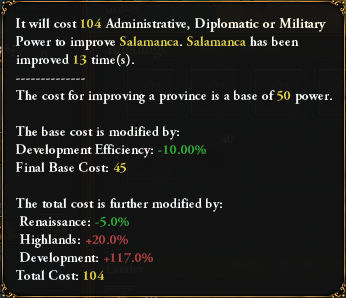 It will cost 104 Administrative, Diplomatic or Military
Power to improve Salamanca. Salamanca has been
improved 13 time(s).
--------------
The cost for improving a province is a base of 50 power.
The base cost is modified by:
Development Efficiency: -10.00%
Final Base Cost: 45
The total cost is further modified by:
Renaissance: -5.0%
Highlands: +20.0%
Development: +117.0%
Total Cost: 104